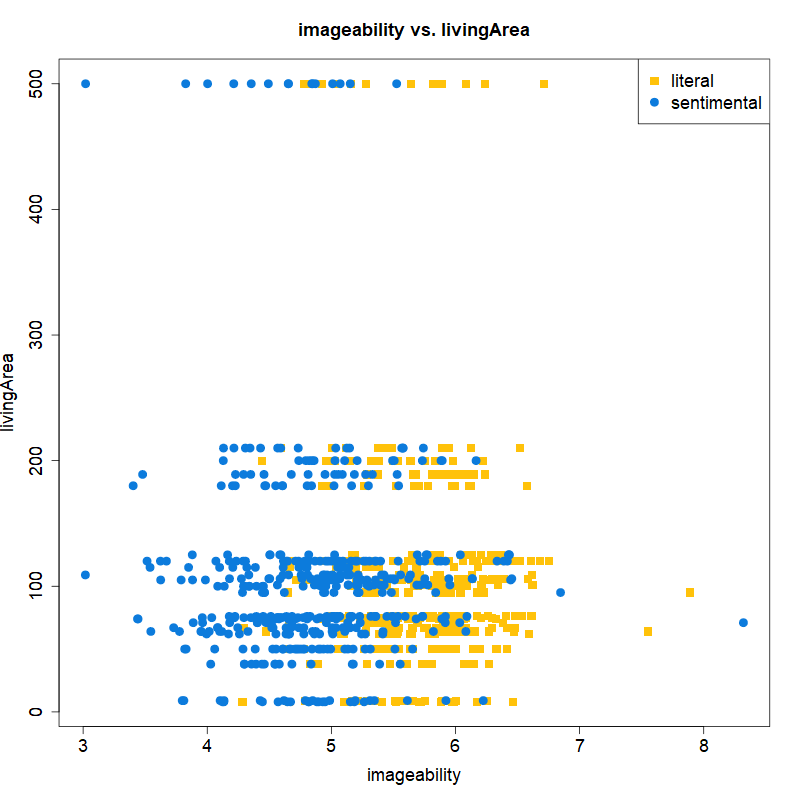 imageability vs. livingArea
literal
sentimental
500
400
300
200
100
0
livingArea
3 4 5 6 7 8
imageability